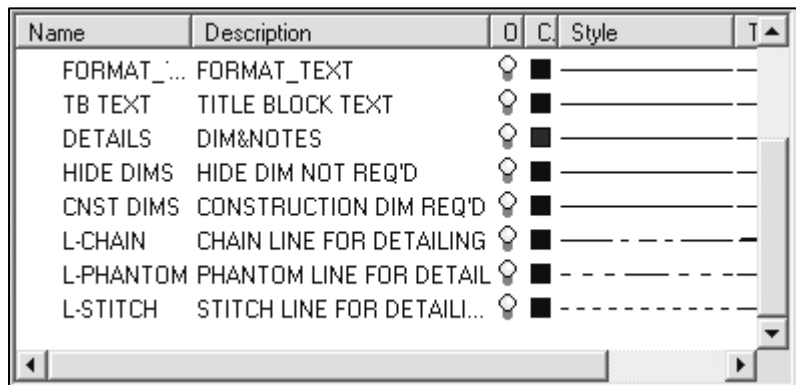 Name Description O C. Style T
FORMAT_'... FORMAT_TEXT
TB TEXT TITLE BLOCK TEXT
DETAILS DIM&NOTES
HIDE DIMS HIDE DIM NOT REQ'D
CNST DIMS CONSTRUCTION DIM REQ'D
L-CHAIN CHAIN LINE FOR DETAILING
L-PHANTOM PHANTOM LINE FOR DETAIL
L-STITCH STITCH LINE FOR DETAILI...